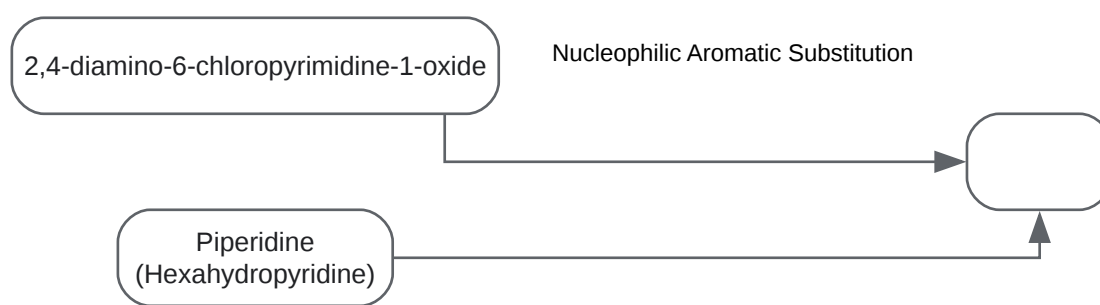 2,4-diamino-6-chloropyrimidine-1-oxide
Nucleophilic Aromatic Substitution
Piperidine
(Hexahydropyridine)